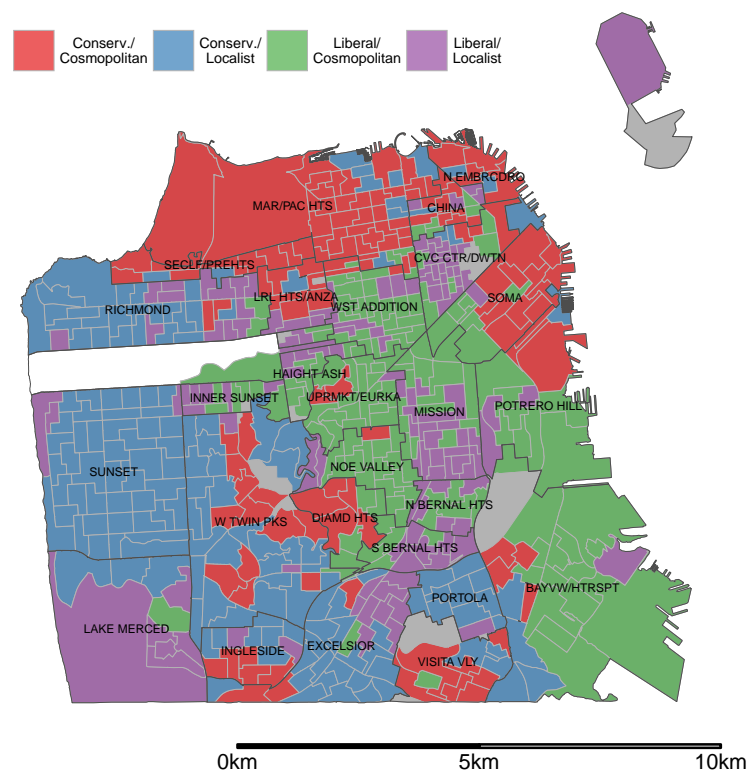 Conserv./
Cosmopolitan
Conserv./
Localist
Liberal/
Cosmopolitan
Liberal/
Localist
N EMBRCDRO
MAR/PAC HTS
CHINA
CVC CTR/DWTN
SECLF/PREHTS
LRL HTS/ANZA
SOMA
RICHMOND
WST ADDITION
HAIGHT ASH
INNER SUNSET
UPRMKT/EURKA
MISSION
POTRERO HILL
SUNSET
NOE VALLEY
N BERNAL HTS
W TWIN PKS
DIAMD HTS
S BERNAL HTS
BAYVW/HTRSPT
PORTOLA
LAKE MERCED
EXCELSIOR
INGLESIDE
VISITA VLY
0km
5km
10km